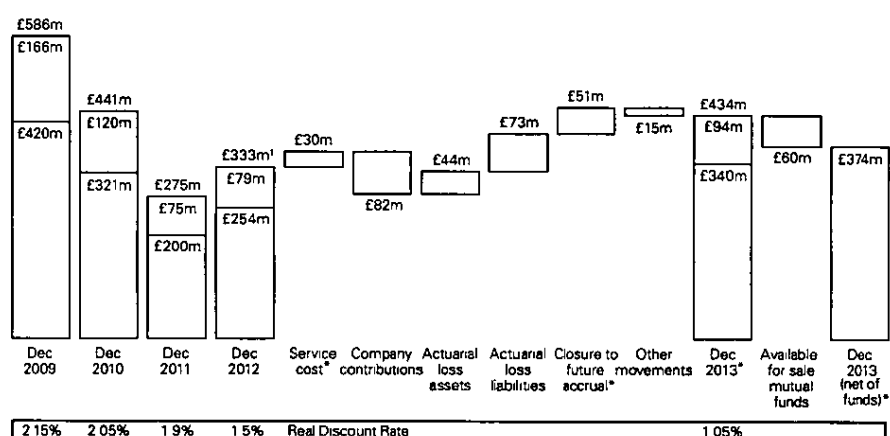 £586m
£166m
£420m
£441m
£120m
£321m
£275m
£75m
£200m
£333m¹
£79m
£254m
£30m
£82m
£44m
£73m
£51m
£15m
£434m
£94m
£340m
£60m
£374m
Dec
2009
Dec
2010
Dec
2011
Dec
2012
Service
cost*
Company
contributions
Actuarial
loss
assets
Actuarial
loss
liabilities
Closure to
future
accrual*
Other
movements
Dec
2013*
Available
for sale
mutual
funds
Dec
2013
(net of
funds)*
2 15% 2 05% 1 9% 1 5% Real Discount Rate 1 05%